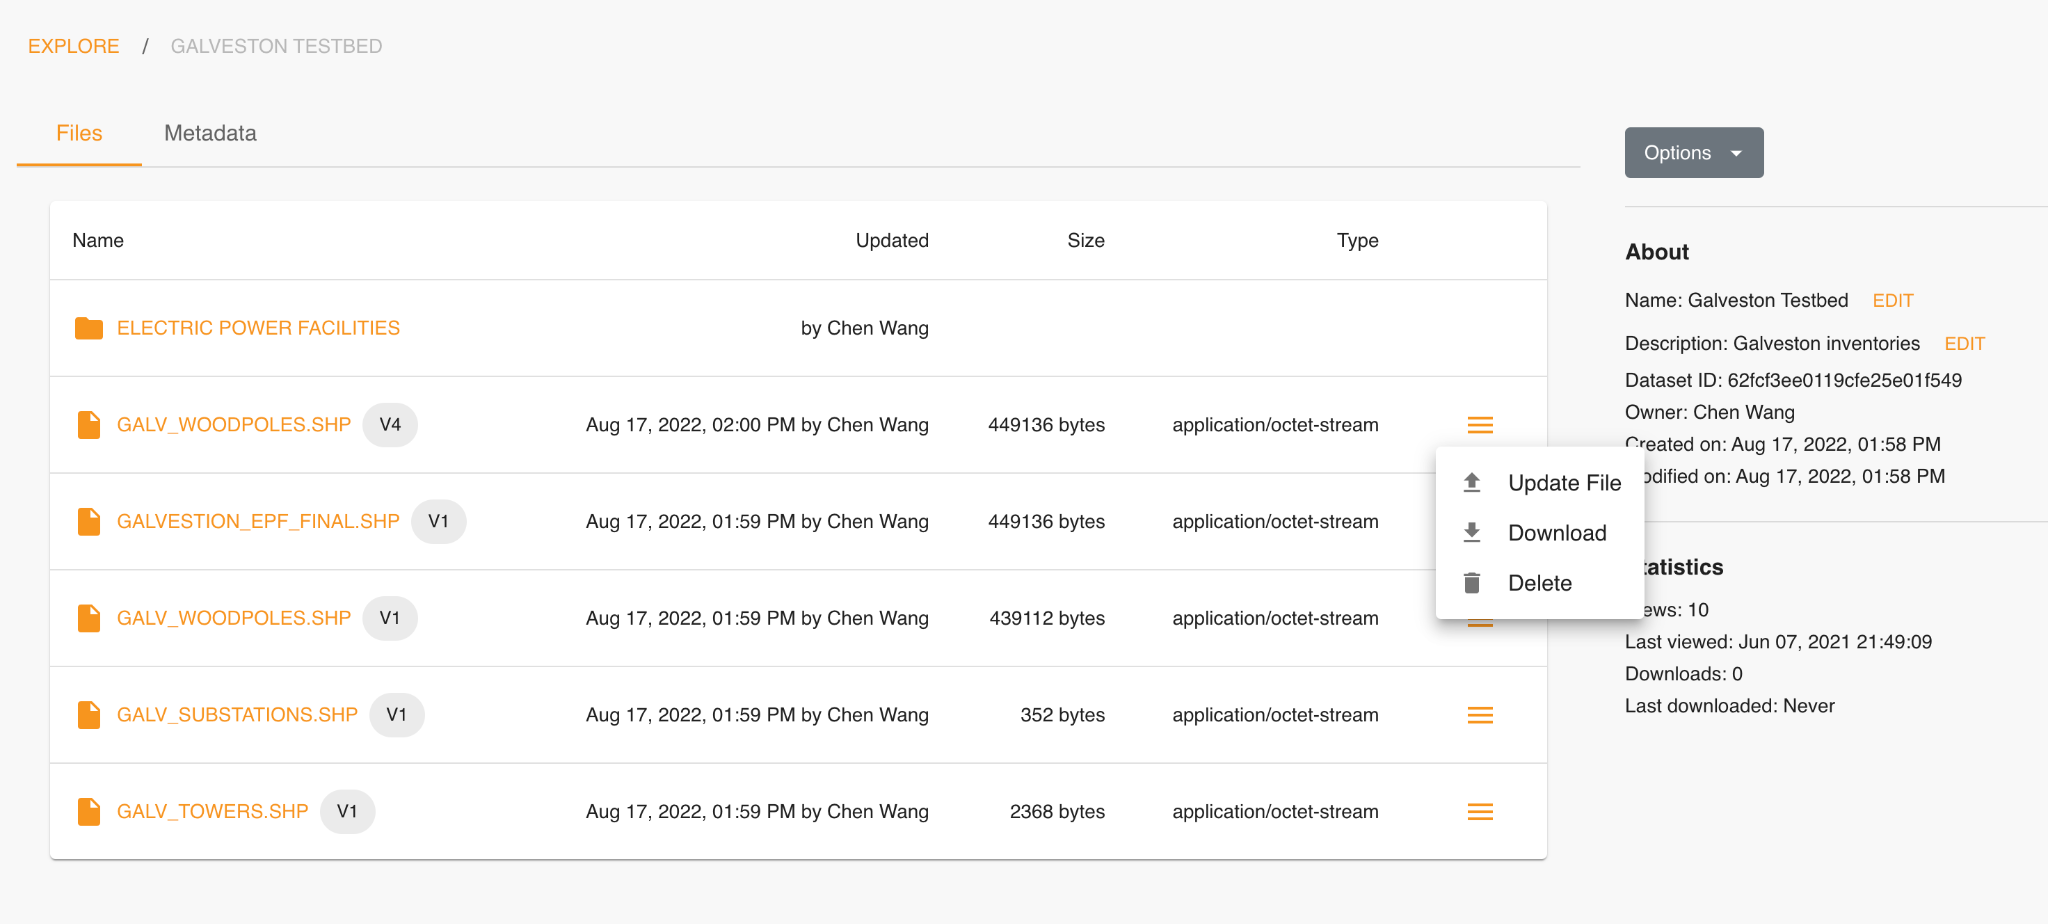 EXPLORE / GALVESTON TESTBED
Files Metadata
Options
Name Updated Size Type
ELECTRIC POWER FACILITIES by Chen Wang
GALV_WOODPOLES.SHP V4 Aug 17, 2022, 02:00 PM by Chen Wang 449136 bytes application/octet-stream
GALVESTION_EPF_FINAL.SHP V1 Aug 17, 2022, 01:59 PM by Chen Wang 449136 bytes application/octet-stream
GALV_WOODPOLES.SHP V1 Aug 17, 2022, 01:59 PM by Chen Wang 439112 bytes application/octet-stream
GALV_SUBSTATIONS.SHP V1 Aug 17, 2022, 01:59 PM by Chen Wang 352 bytes application/octet-stream
GALV_TOWERS.SHP V1 Aug 17, 2022, 01:59 PM by Chen Wang 2368 bytes application/octet-stream
Update File
Download
Delete
About
Name: Galveston Testbed EDIT
Description: Galveston inventories EDIT
Dataset ID: 62fcf3ee0119cfe25e01f549
Owner: Chen Wang
Created on: Aug 17, 2022, 01:58 PM
odified on: Aug 17, 2022, 01:58 PM
tatistics
ews: 10
Last viewed: Jun 07, 2021 21:49:09
Downloads: 0
Last downloaded: Never